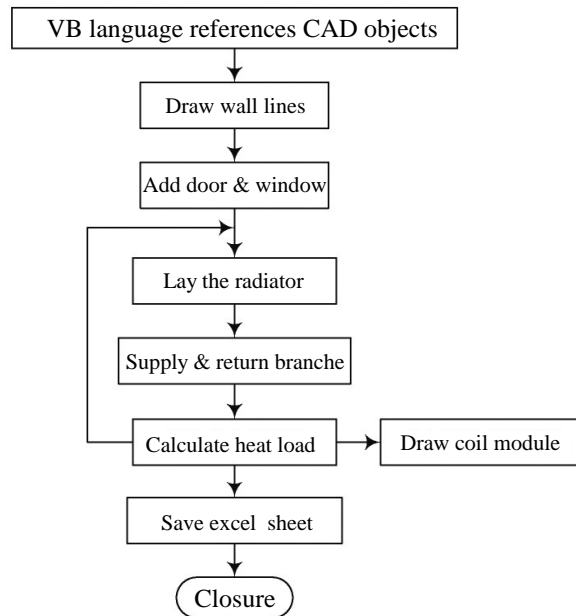 VB language references CAD objects
Draw wall lines
Add door & window
Lay the radiator
Supply & return branche
Calculate heat load
Draw coil module
Save excel sheet
Closure